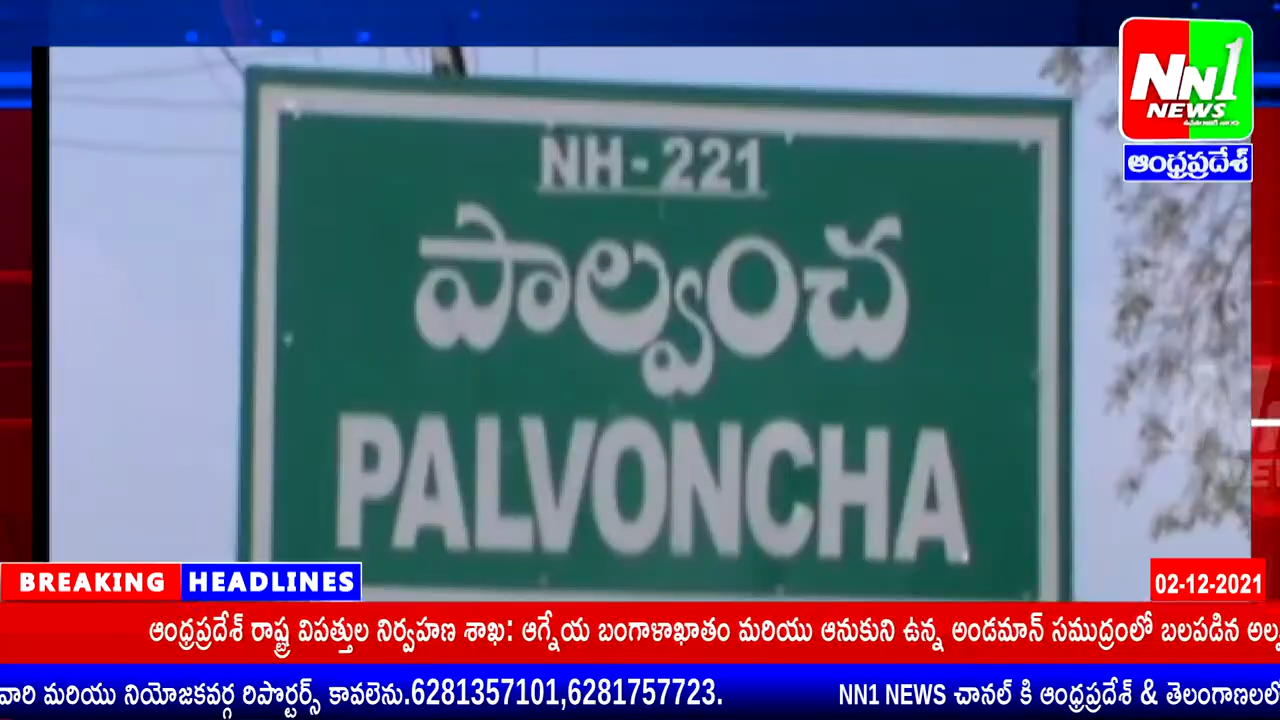 NN1
NEWS
ఆంధ్రప్రదేశ్
NH-221
పాల్వంచ
PALVONCHA
BREAKING HEADLINES
02-12-2021
ఆంధ్రప్రదేశ్ రాష్ట్ర విపత్తుల నిర్వహణ శాఖ: ఆగ్నేయ బంగాళాఖాతం మరియు ఆనుకుని ఉన్న అండమాన్ సముద్రంలో బలపడిన
వారి మరియు నియోజకవర్గ రిపోర్టర్స్ కావలెను.6281357101,6281757723. NN1 NEWS చానల్ కి ఆంధ్రప్రదేశ్ & తెలంగాణలలో